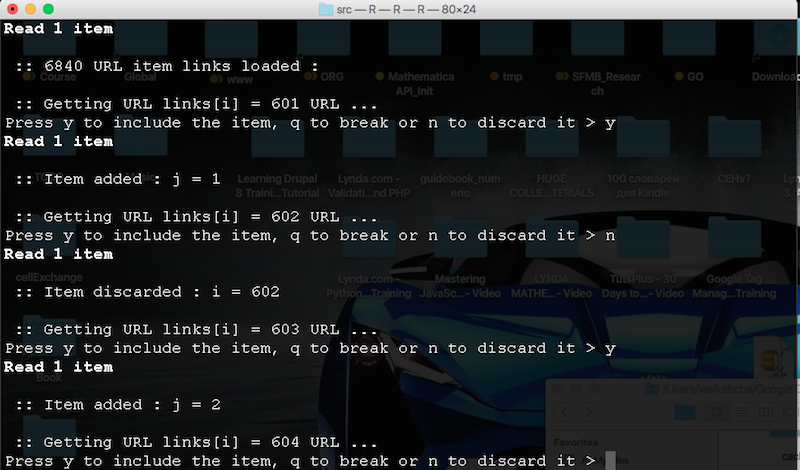 src — R — R — R — 80×24
Read 1 item
:: 6840 URL item links loaded :
Course
Global
www
ORG
Mathematica
API_Init
tmp
SFMB_Resear
ch
GO
Download
:: Getting URL links[i] = 601 URL ...
Press y to include the item, q to break or n to discard it > y
Read 1 item
:: Item added : j = 1
Learning Drupal
8 Traini...Tutorial
Lynda.com -
Validati...nd PHP
guidebook_num
eric
HUGE
COLLE...TERIALS
100 словарей
для Kindle
CEHv7
:: Getting URL links[i] = 602 URL ...
Press y to include the item, q to break or n to discard it > n
Read 1 item
cellExchange
Lynda.com -
Python...Training
Mastering
JavaSc...- Video
LYNDA
MATHE...- Video
TutsPlus - 30
Days to...- Video
Google Tag
Manag...Training
:: Item discarded : i = 602
:: Getting URL links[i] = 603 URL ...
Press y to include the item, q to break or n to discard it > y
Read 1 item
Book
:: Item added : j = 2
:: Getting URL links[i] = 604 URL ...
Favorites
Press y to include the item, q to break or n to discard it >